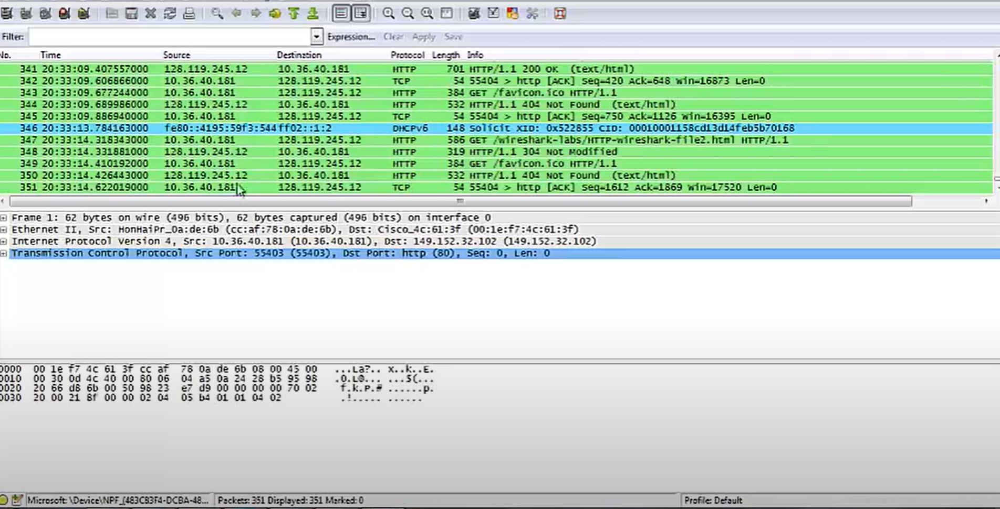 Filter: Expression... Clear Apply Save
No. Time Source Destination Protocol Length Info
341 20:33:09.407557000 128.119.245.12 10.36.40.181 HTTP 701 HTTP/1.1 200 OK (text/html)
342 20:33:09.606866000 10.36.40.181 128.119.245.12 TCP 54 55404 > http [ACK] Seq=420 Ack=648 Win=16873 Len=0
343 20:33:09.677244000 10.36.40.181 128.119.245.12 HTTP 384 GET /favicon.ico HTTP/1.1
344 20:33:09.689986000 128.119.245.12 10.36.40.181 HTTP 532 HTTP/1.1 404 Not Found (text/html)
345 20:33:09.886940000 10.36.40.181 128.119.245.12 TCP 54 55404 > http [ACK] Seq=750 Ack=1126 Win=16395 Len=0
346 20:33:13.784163000 fe80::4195:59f3:544 ff02::1:2 DHCPv6 148 Solicit XID: 0x522855 CID: 00010001158cd13d14feb5b70168
347 20:33:14.318343000 10.36.40.181 128.119.245.12 HTTP 586 GET /wireshark-labs/HTTP-wireshark-file2.html HTTP/1.1
348 20:33:14.331881000 128.119.245.12 10.36.40.181 HTTP 319 HTTP/1.1 304 Not Modified
349 20:33:14.410192000 10.36.40.181 128.119.245.12 HTTP 384 GET /favicon.ico HTTP/1.1
350 20:33:14.426443000 128.119.245.12 10.36.40.181 HTTP 532 HTTP/1.1 404 Not Found (text/html)
351 20:33:14.622019000 10.36.40.181 128.119.245.12 TCP 54 55404 > http [ACK] Seq=1612 Ack=1869 Win=17520 Len=0
Frame 1: 62 bytes on wire (496 bits), 62 bytes captured (496 bits) on interface 0
Ethernet II, Src: HonHaiPr_0a:de:6b (cc:af:78:0a:de:6b), Dst: Cisco_4c:61:3f (00:1e:f7:4c:61:3f)
Internet Protocol Version 4, Src: 10.36.40.181 (10.36.40.181), Dst: 149.152.32.102 (149.152.32.102)
Transmission Control Protocol, Src Port: 55403 (55403), Dst Port: http (80), Seq: 0, Len: 0
0000 00 1e f7 4c 61 3f cc af 78 0a de 6b 08 00 45 00 ...La?.. x..k..E.
0010 00 30 0d 4c 40 00 80 06 04 a5 0a 24 28 b5 95 98 .0.L@... ...$(...
0020 20 66 d8 6b 00 50 98 23 e7 d9 00 00 00 00 70 02 f.k.P.# ......p.
0030 20 00 21 8f 00 00 02 04 05 b4 01 01 04 02 .!..... ......
Microsoft: \Device\NPF_{483CB3F4-DCBA-48... Packets: 351 Displayed: 351 Marked: 0 Profile: Default